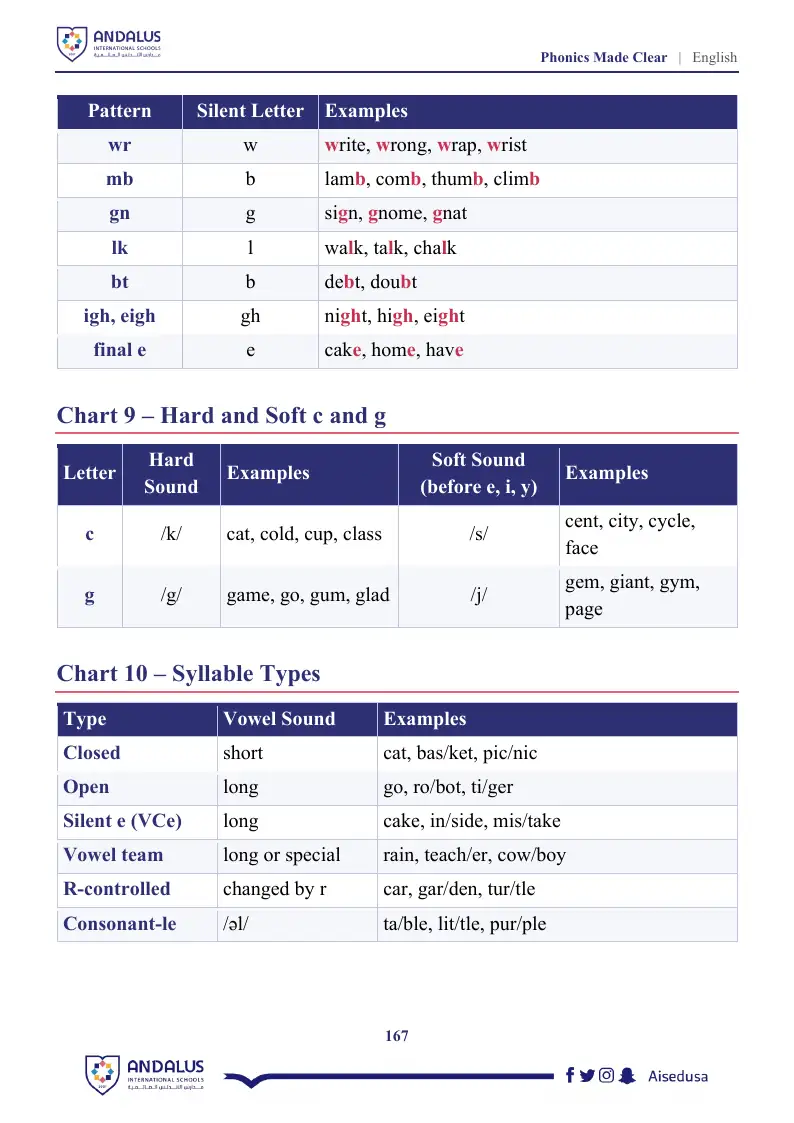 ANDALUS
INTERNATIONAL SCHOOLS
مدارس الأندلس العالمية
Phonics Made Clear | English
Pattern Silent Letter Examples
wr w write, wrong, wrap, wrist
mb b lamb, comb, thumb, climb
gn g sign, gnome, gnat
lk l walk, talk, chalk
bt b debt, doubt
igh, eigh gh night, high, eight
final e e cake, home, have
Chart 9 – Hard and Soft c and g
Letter Hard Sound Examples Soft Sound (before e, i, y) Examples
c /k/ cat, cold, cup, class /s/ cent, city, cycle, face
g /g/ game, go, gum, glad /j/ gem, giant, gym, page
Chart 10 – Syllable Types
Type Vowel Sound Examples
Closed short cat, bas/ket, pic/nic
Open long go, ro/bot, ti/ger
Silent e (VCe) long cake, in/side, mis/take
Vowel team long or special rain, teach/er, cow/boy
R-controlled changed by r car, gar/den, tur/tle
Consonant-le /əl/ ta/ble, lit/tle, pur/ple
167
ANDALUS
INTERNATIONAL SCHOOLS
مدارس الأندلس العالمية
Aisedusa